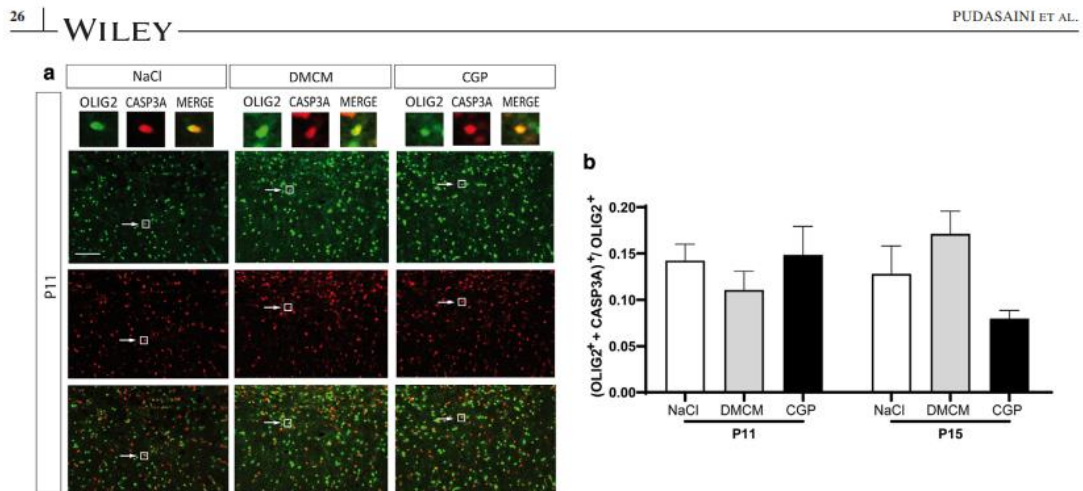 26 WILEY PUDASAINI ET AL.
a
NaCl DMCM CGP
OLIG2 CASP3A MERGE OLIG2 CASP3A MERGE OLIG2 CASP3A MERGE
P11
b
(OLIG2⁺ + CASP3A)⁺/ OLIG2⁺
0.20
0.15
0.10
0.05
0.00
NaCl DMCM CGP NaCl DMCM CGP
P11 P15